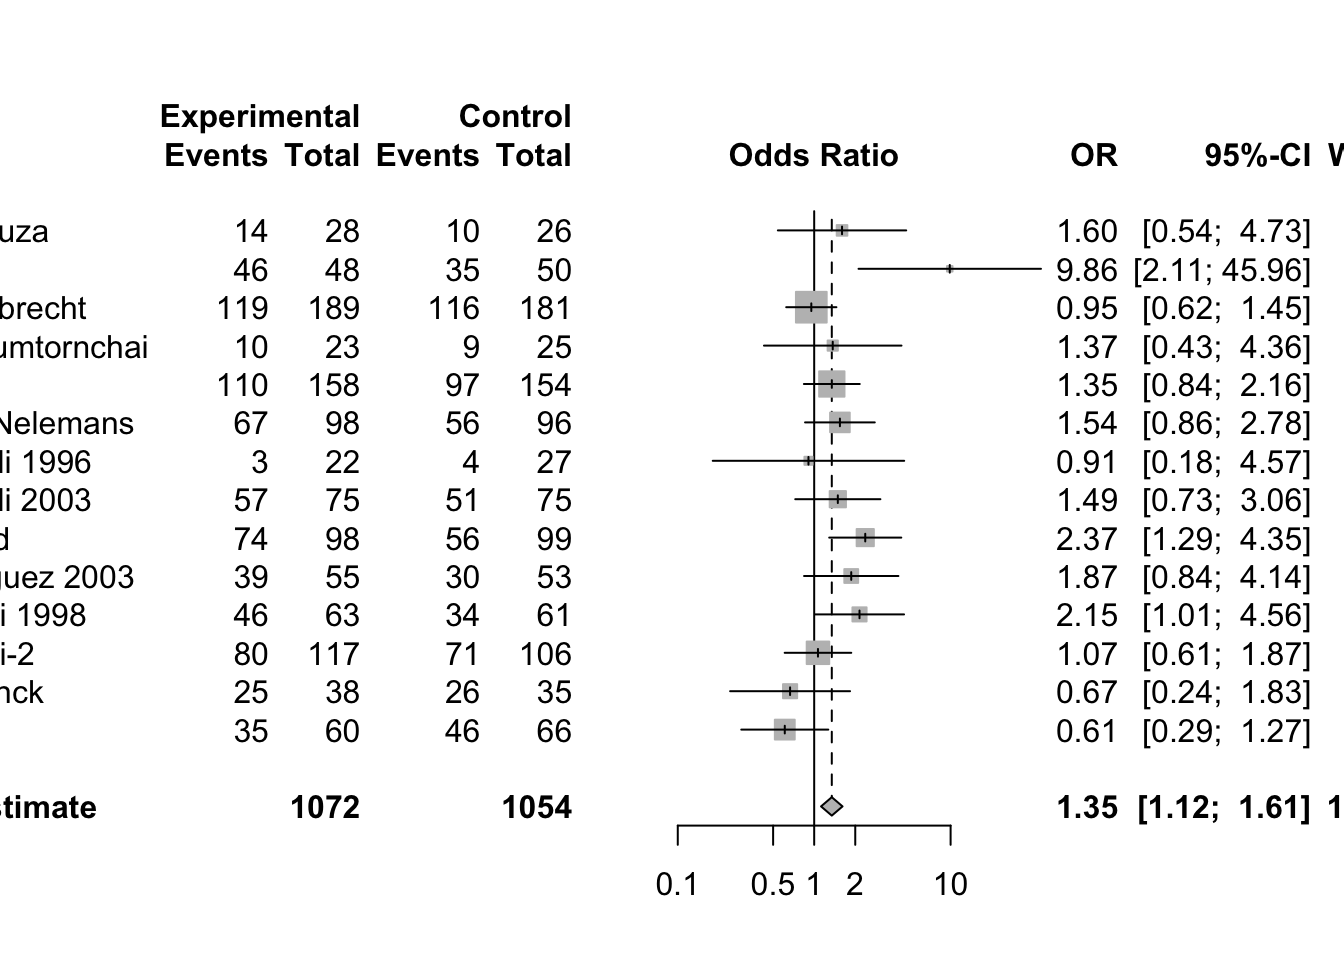 Experimental Control
Events Total Events Total Odds Ratio OR 95%-CI W
uza 14 28 10 26 1.60 [0.54; 4.73]
46 48 35 50 9.86 [2.11; 45.96]
brecht 119 189 116 181 0.95 [0.62; 1.45]
umtornchai 10 23 9 25 1.37 [0.43; 4.36]
110 158 97 154 1.35 [0.84; 2.16]
Nelemans 67 98 56 96 1.54 [0.86; 2.78]
li 1996 3 22 4 27 0.91 [0.18; 4.57]
li 2003 57 75 51 75 1.49 [0.73; 3.06]
d 74 98 56 99 2.37 [1.29; 4.35]
guez 2003 39 55 30 53 1.87 [0.84; 4.14]
i 1998 46 63 34 61 2.15 [1.01; 4.56]
i-2 80 117 71 106 1.07 [0.61; 1.87]
nck 25 38 26 35 0.67 [0.24; 1.83]
35 60 46 66 0.61 [0.29; 1.27]
stimate 1072 1054 1.35 [1.12; 1.61] 1
0.1 0.5 1 2 10